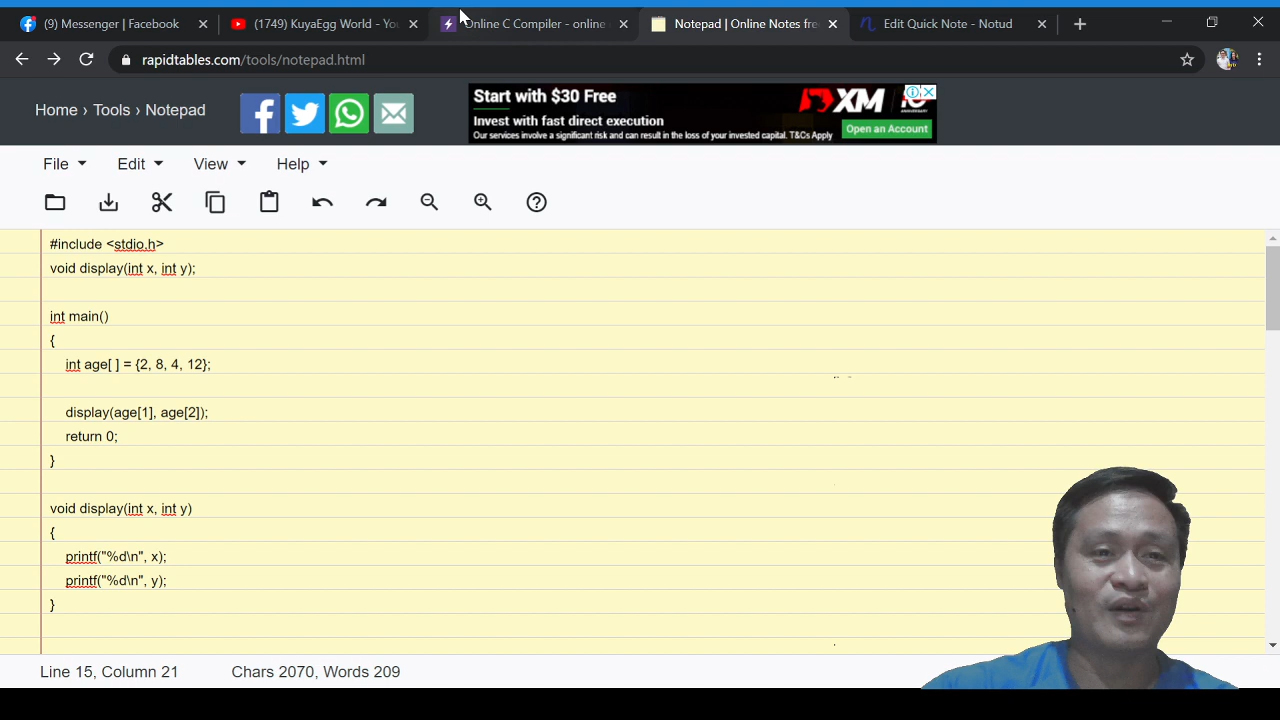 (9) Messenger | Facebook
(1749) KuyaEgg World - You
Online C Compiler - online
Notepad | Online Notes fre
Edit Quick Note - Notud
rapidtables.com/tools/notepad.html
Home › Tools › Notepad
Start with $30 Free
Invest with fast direct execution
Our services involve a significant risk and can result in the loss of your invested capital. T&Cs Apply
XM
Open an Account
File
Edit
View
Help
#include <stdio.h>
void display(int x, int y);
int main()
{
int age[ ] = {2, 8, 4, 12};
display(age[1], age[2]);
return 0;
}
void display(int x, int y)
{
printf("%d\n", x);
printf("%d\n", y);
}
Line 15, Column 21
Chars 2070, Words 209